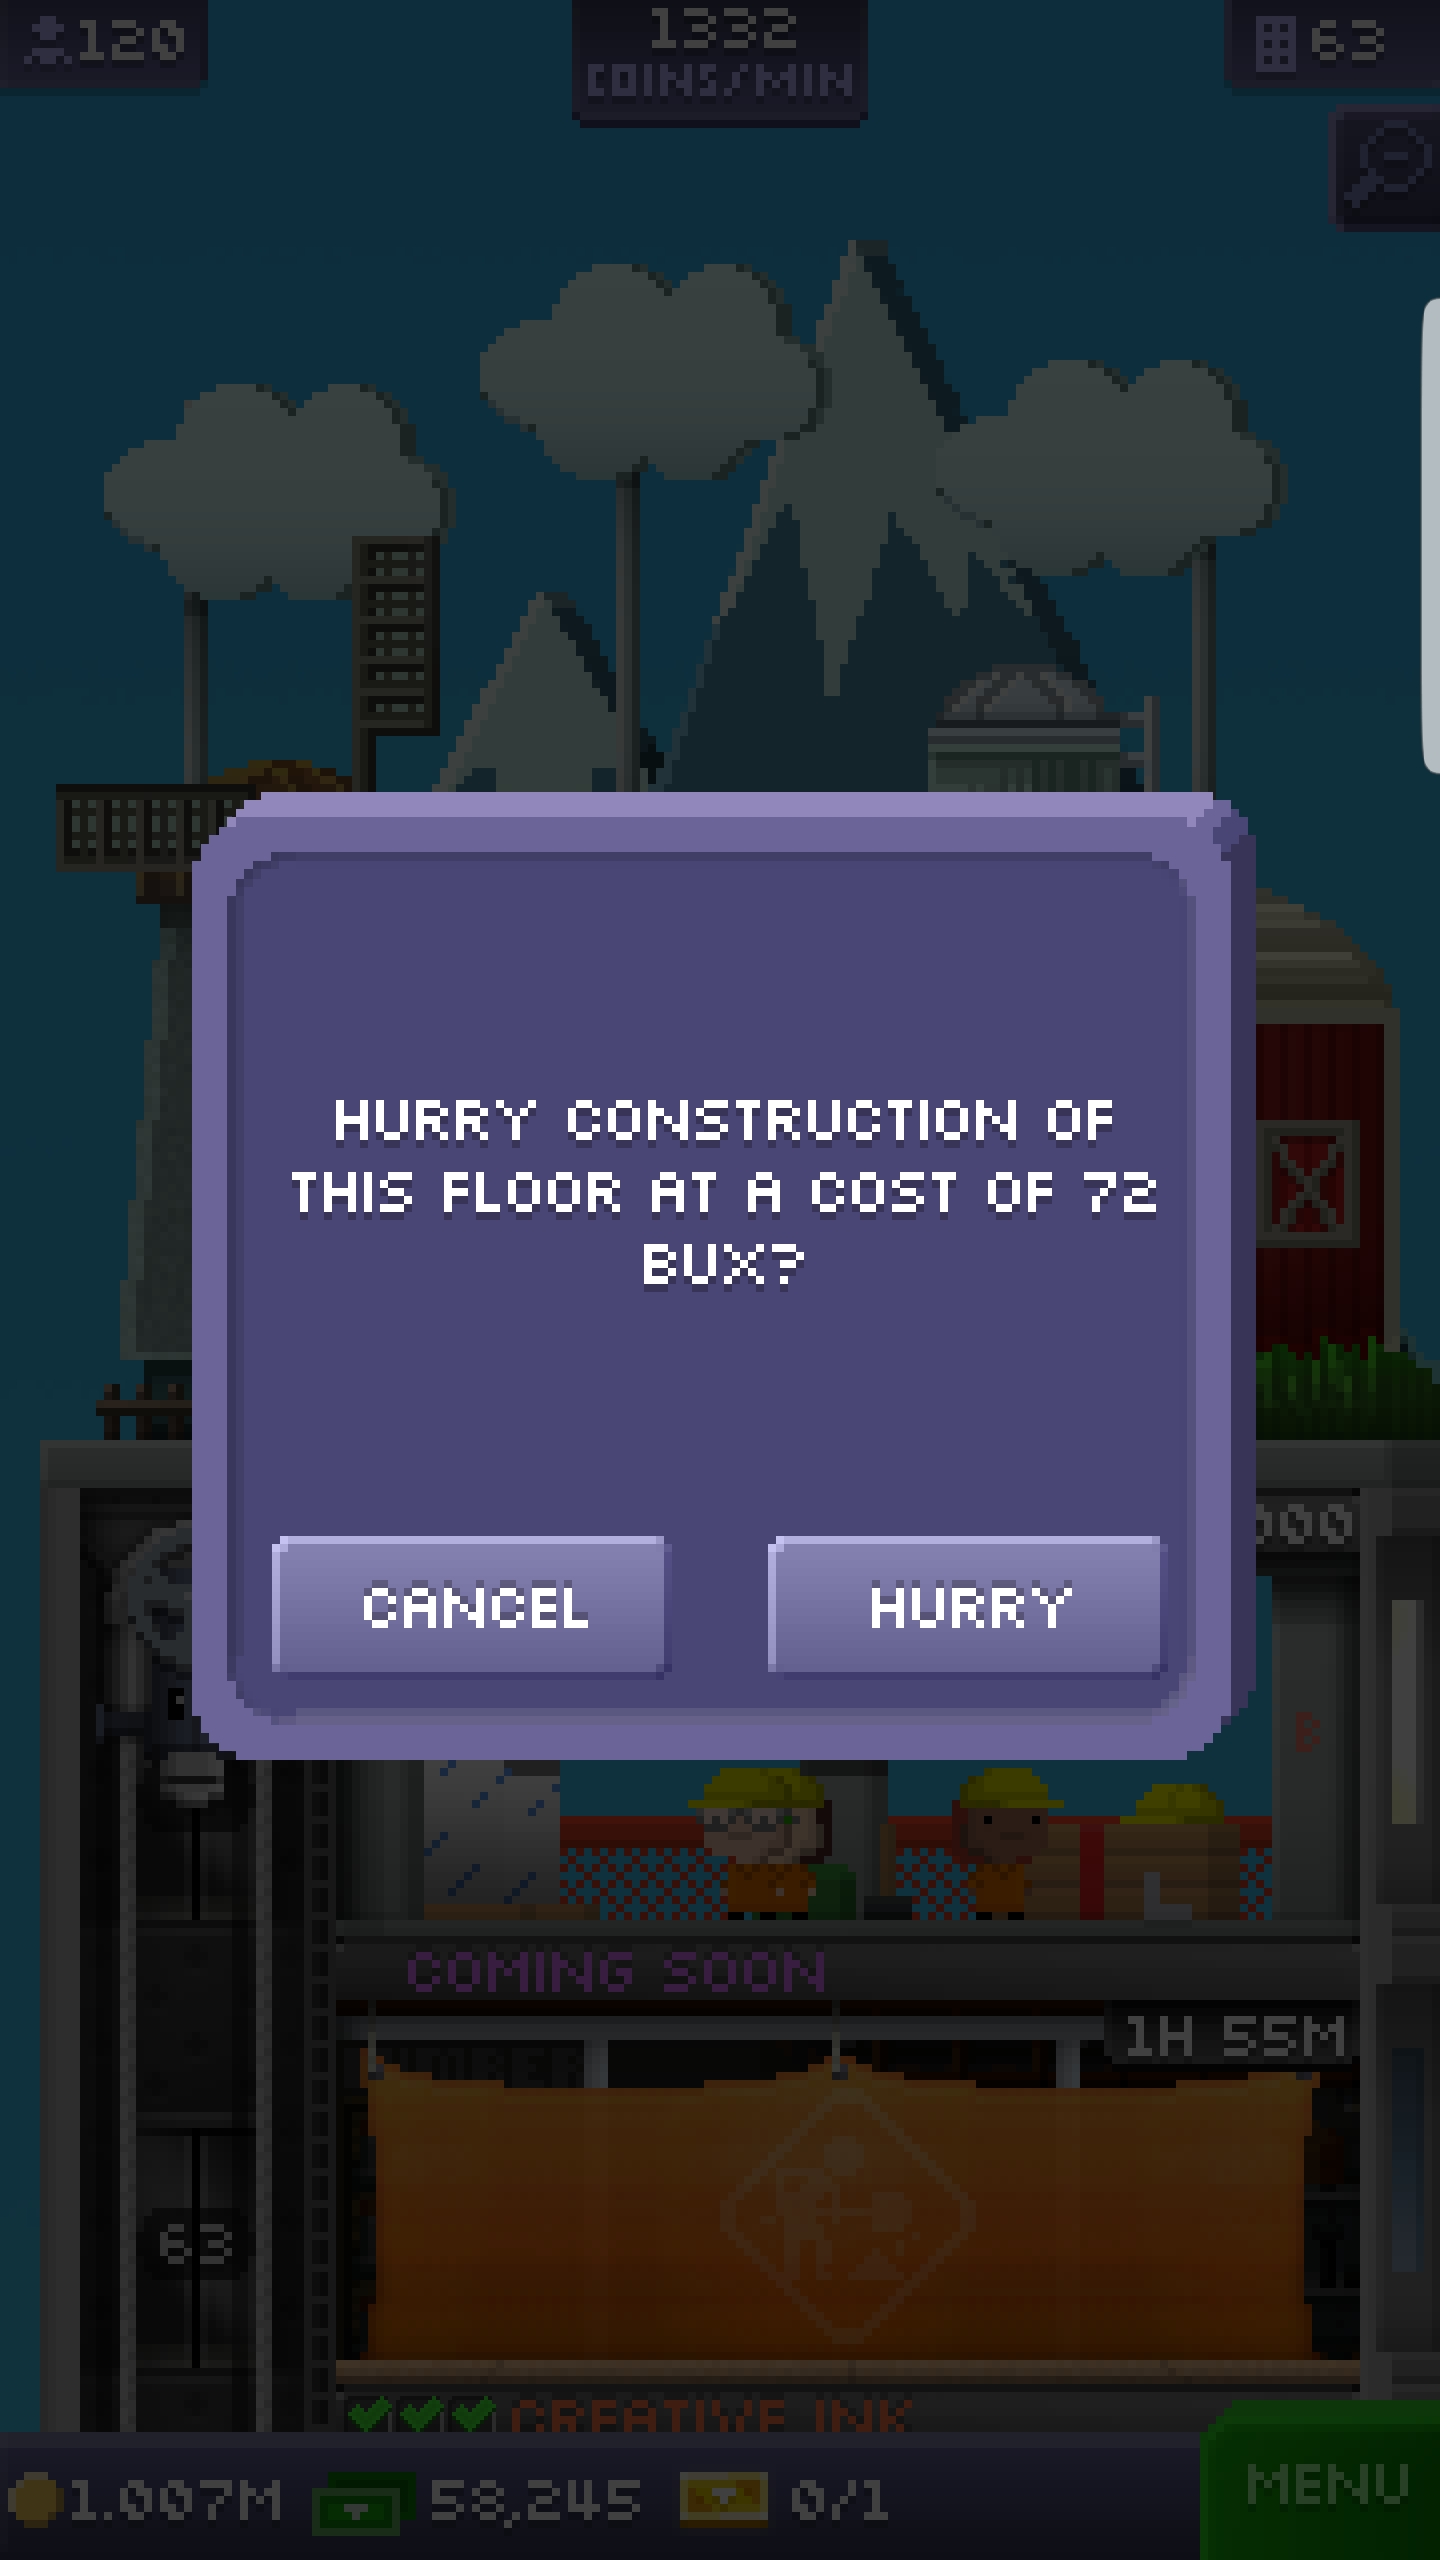 120
1332
COINS/MIN
63
HURRY CONSTRUCTION OF
THIS FLOOR AT A COST OF 72
BUX?
CANCEL
HURRY
000
B
COMING SOON
1H 55M
63
CREATIVE INK
1.007M
58,245
0/1
MENU